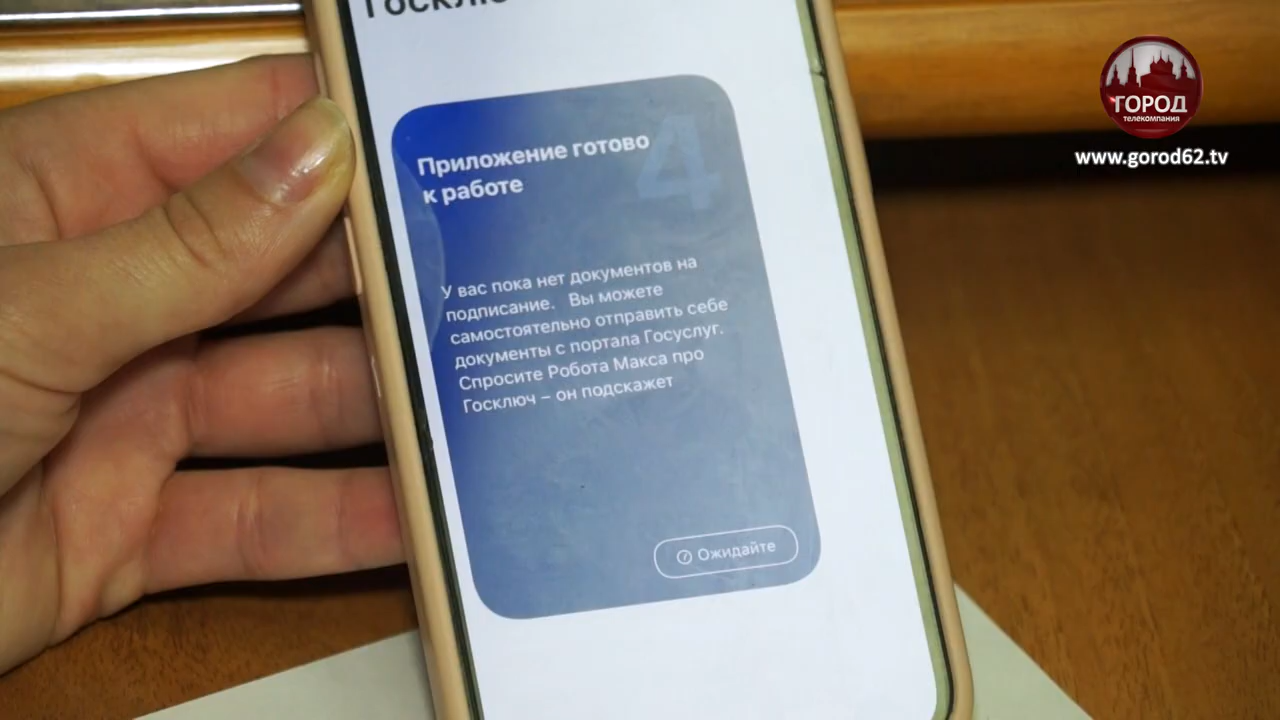 Госключ
Приложение готово
к работе
4
У вас пока нет документов на
подписание. Вы можете
самостоятельно отправить себе
документы с портала Госуслуг.
Спросите Робота Макса про
Госключ – он подскажет
Ожидайте
ГОРОД
телекомпания
www.gorod62.tv